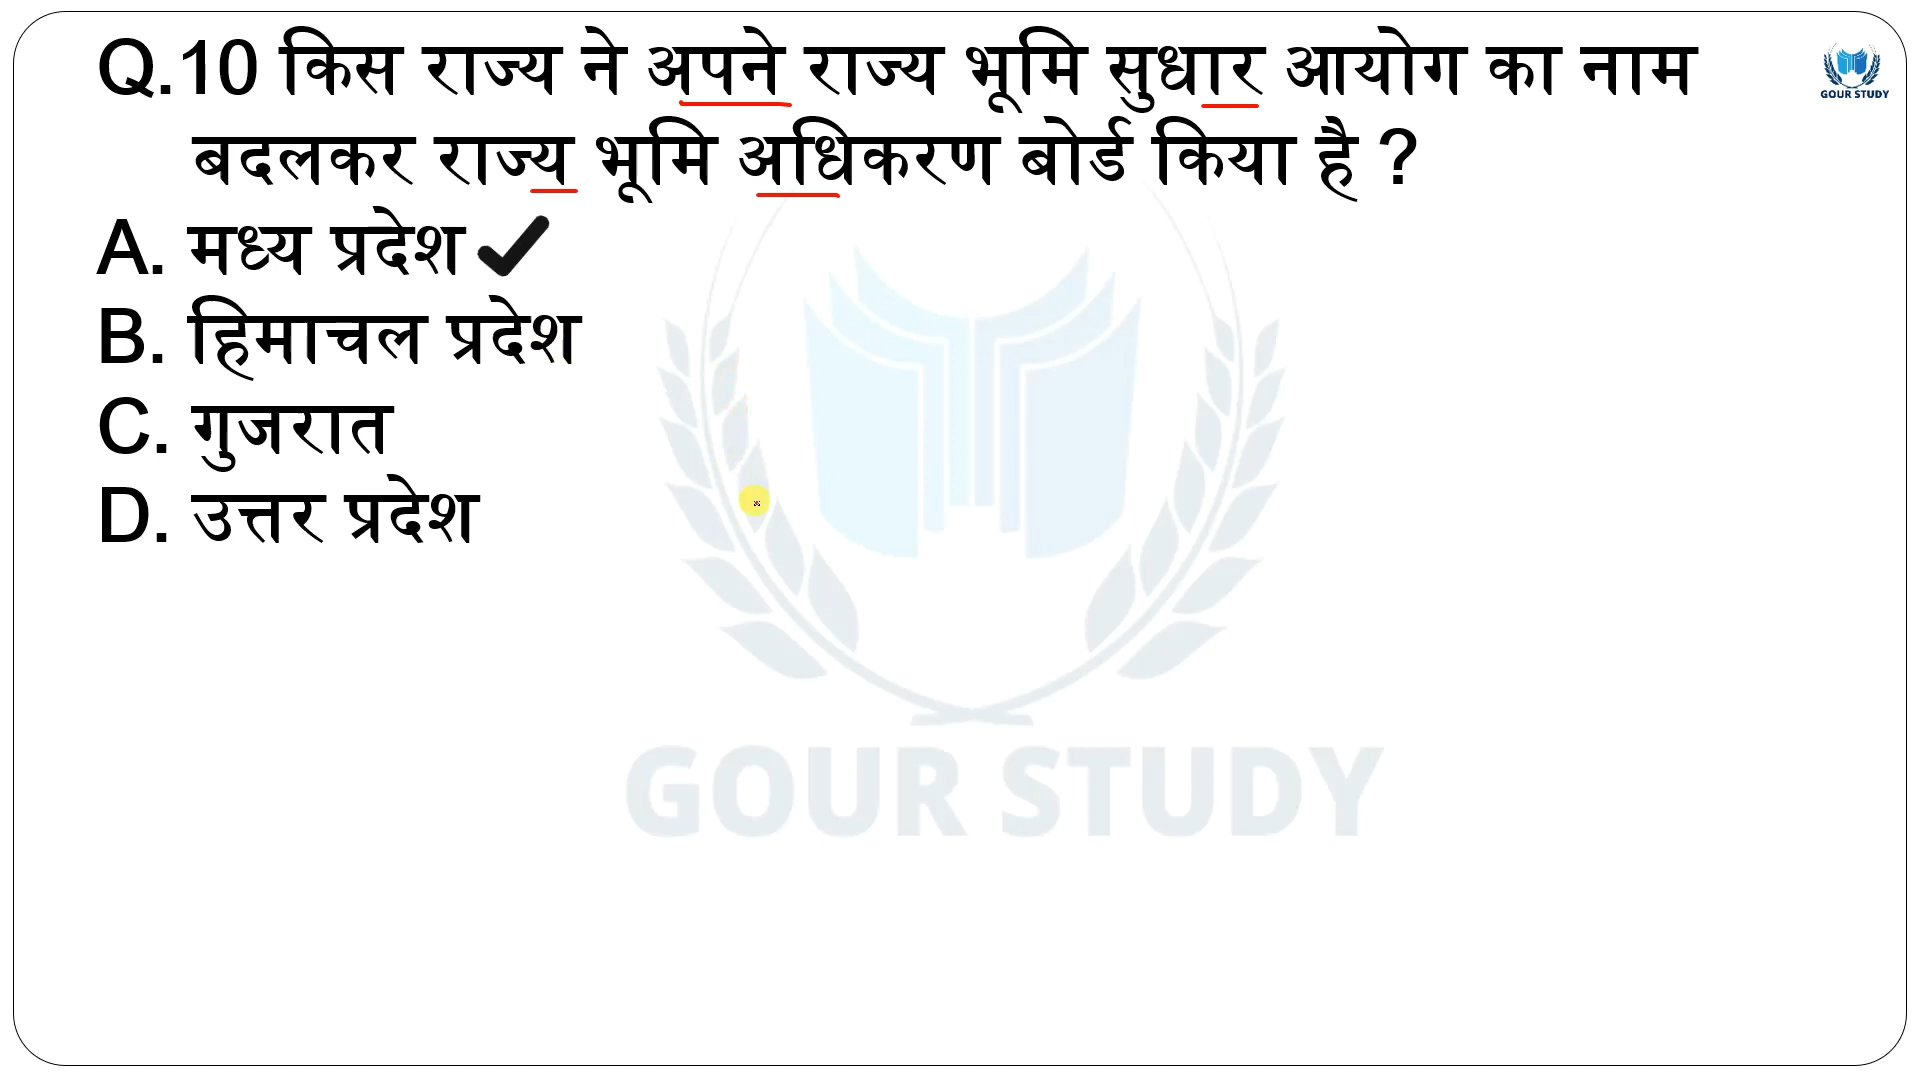 Q.10 किस राज्य ने अपने राज्य भूमि सुधार आयोग का नाम
बदलकर राज्य भूमि अधिकरण बोर्ड किया है ?
A. मध्य प्रदेश
B. हिमाचल प्रदेश
C. गुजरात
D. उत्तर प्रदेश
GOUR STUDY
GOUR STUDY